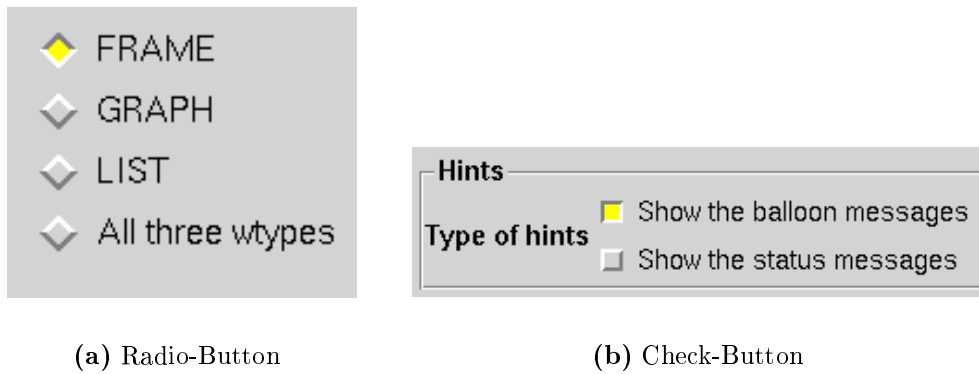 FRAME
GRAPH
LIST
All three wtypes
Hints
Type of hints
Show the balloon messages
Show the status messages
(a) Radio-Button
(b) Check-Button